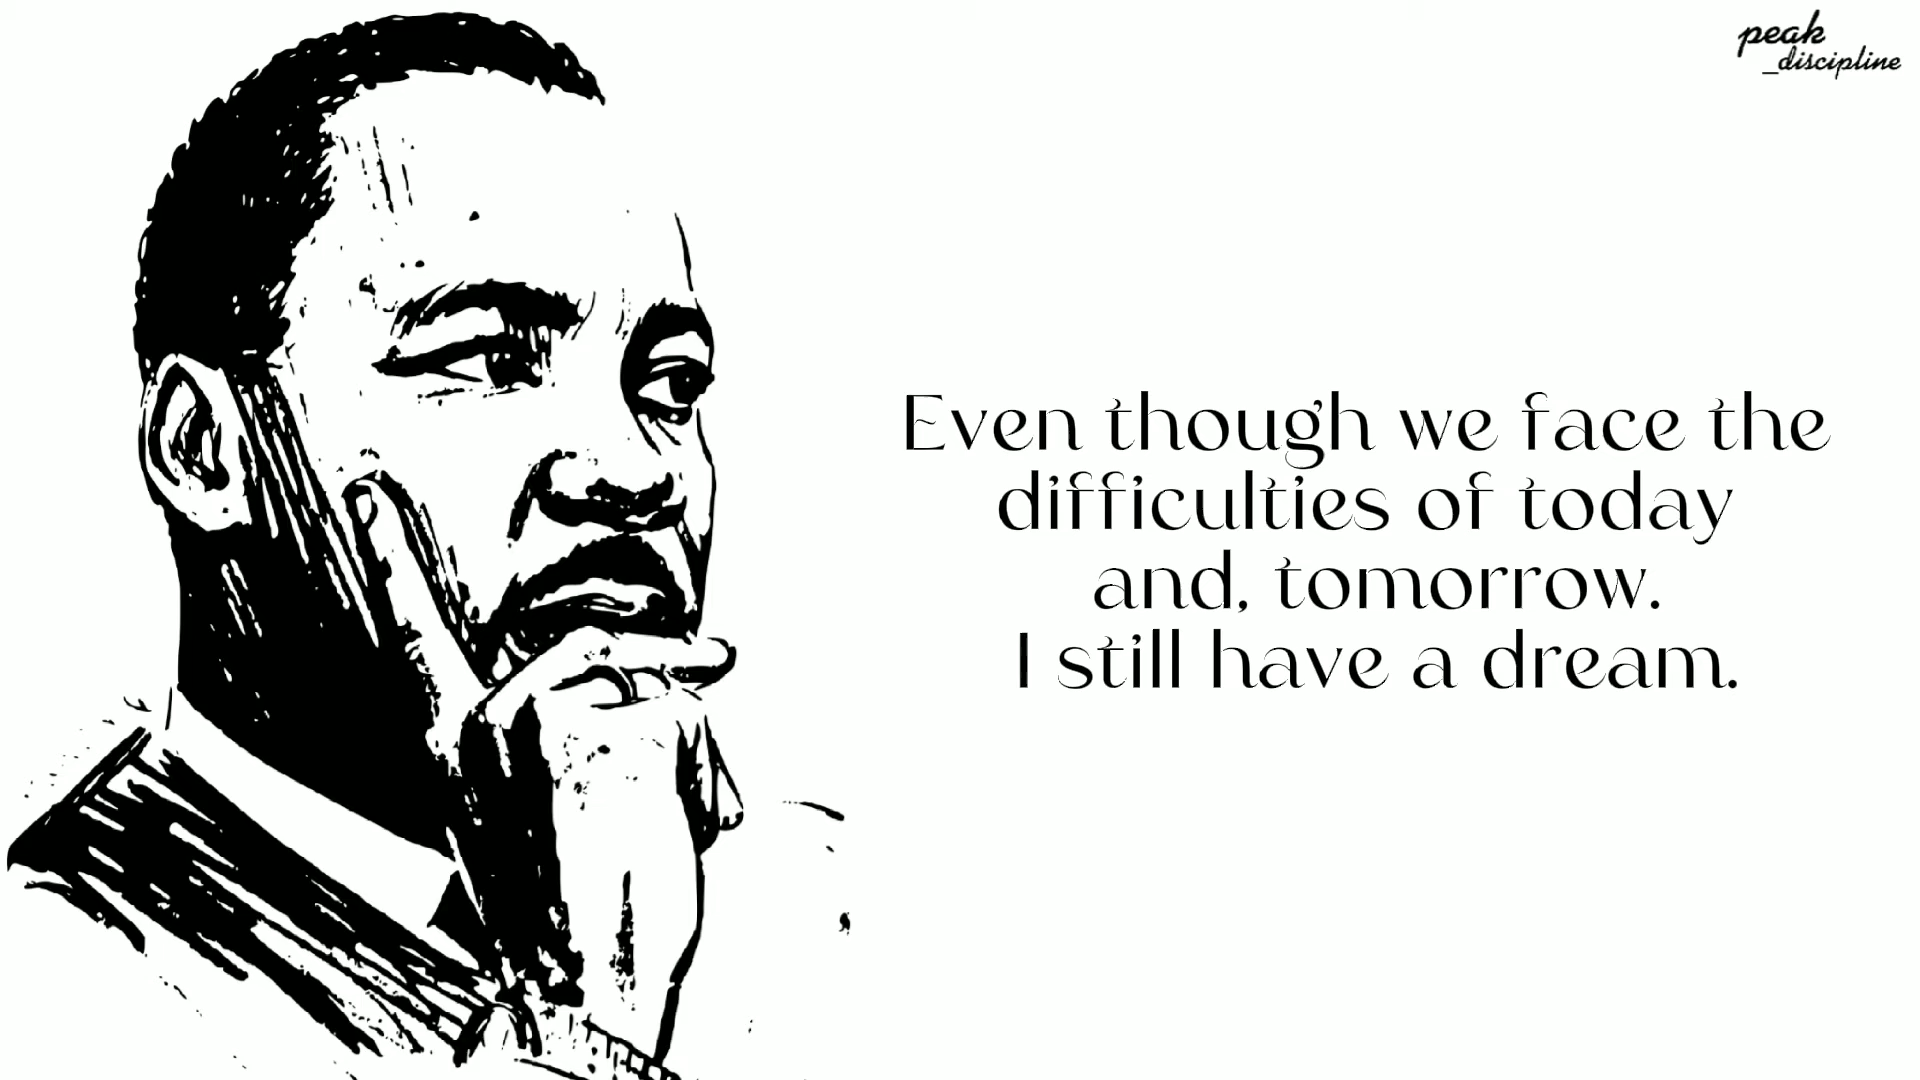 peak
_discipline
Even though we face the
difficulties of today
and, tomorrow.
I still have a dream.